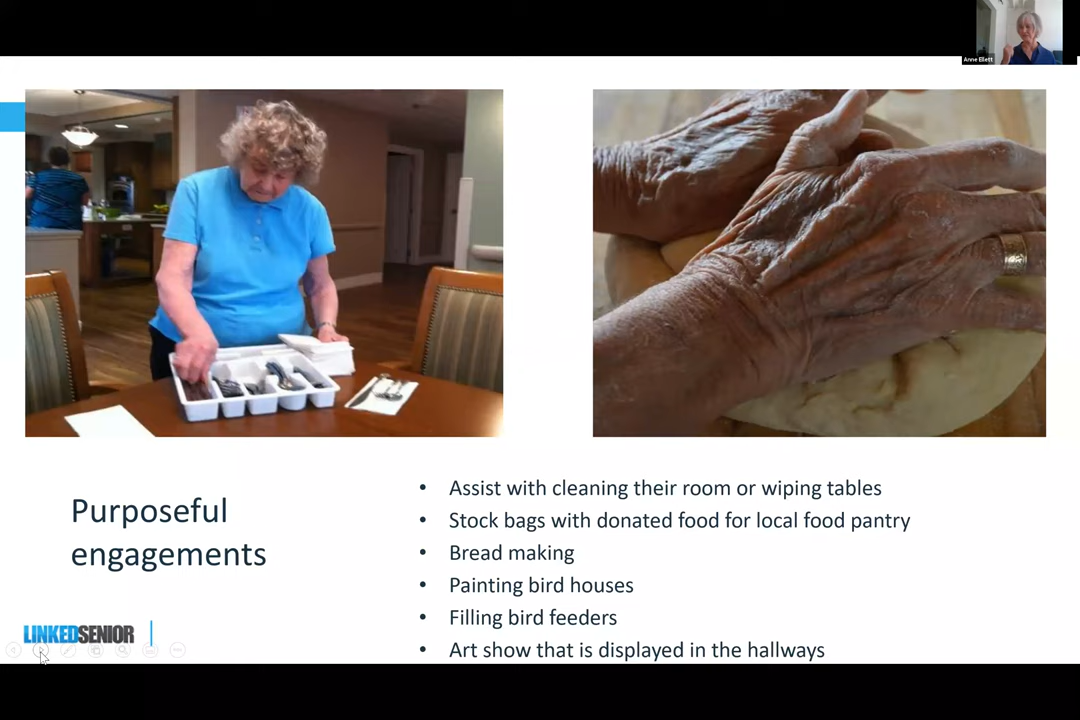 Anne Ellett
Purposeful
engagements
• Assist with cleaning their room or wiping tables
• Stock bags with donated food for local food pantry
• Bread making
• Painting bird houses
• Filling bird feeders
• Art show that is displayed in the hallways
LINKEDSENIOR